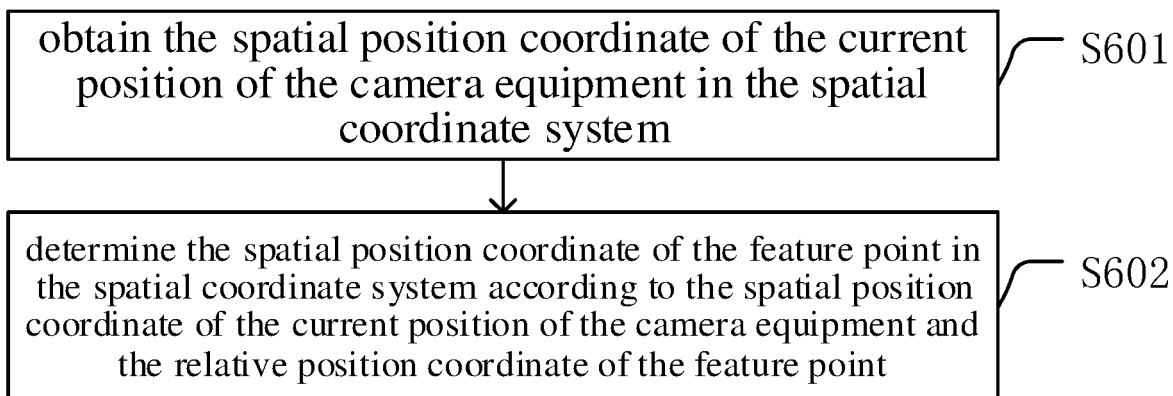 obtain the spatial position coordinate of the current
position of the camera equipment in the spatial
coordinate system
S601
determine the spatial position coordinate of the feature point in
the spatial coordinate system according to the spatial position
coordinate of the current position of the camera equipment and
the relative position coordinate of the feature point
S602